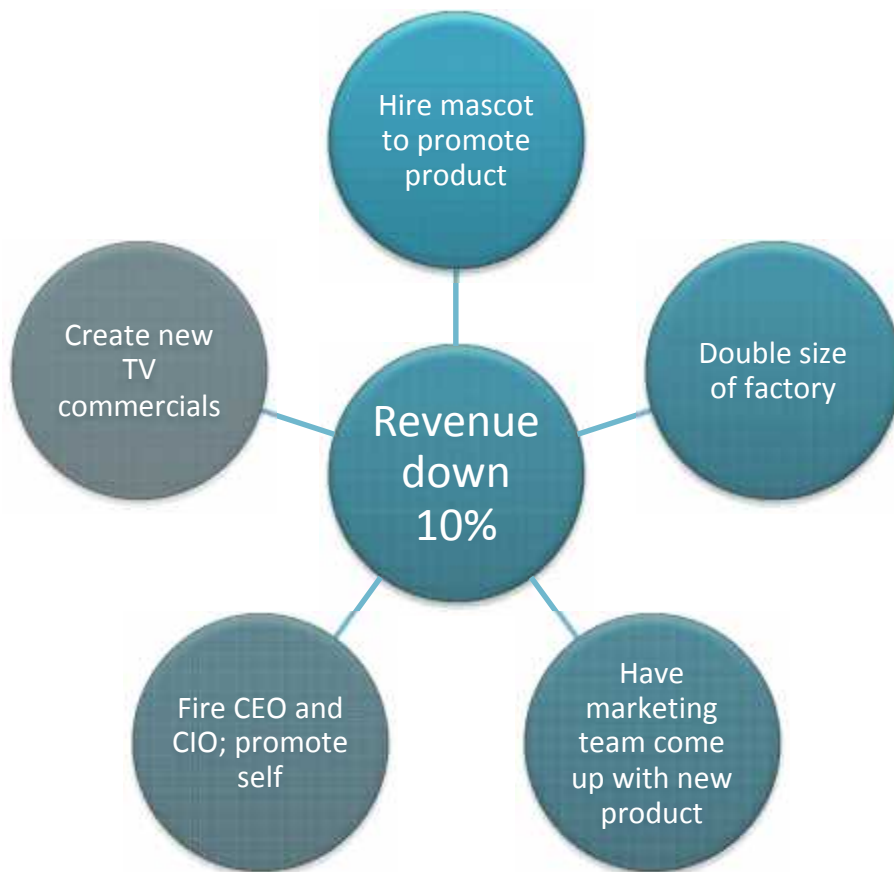 Hire mascot
to promote
product
Create new
TV
commercials
Double size
of factory
Revenue
down
10%
Fire CEO and
CIO; promote
self
Have
marketing
team come
up with new
product